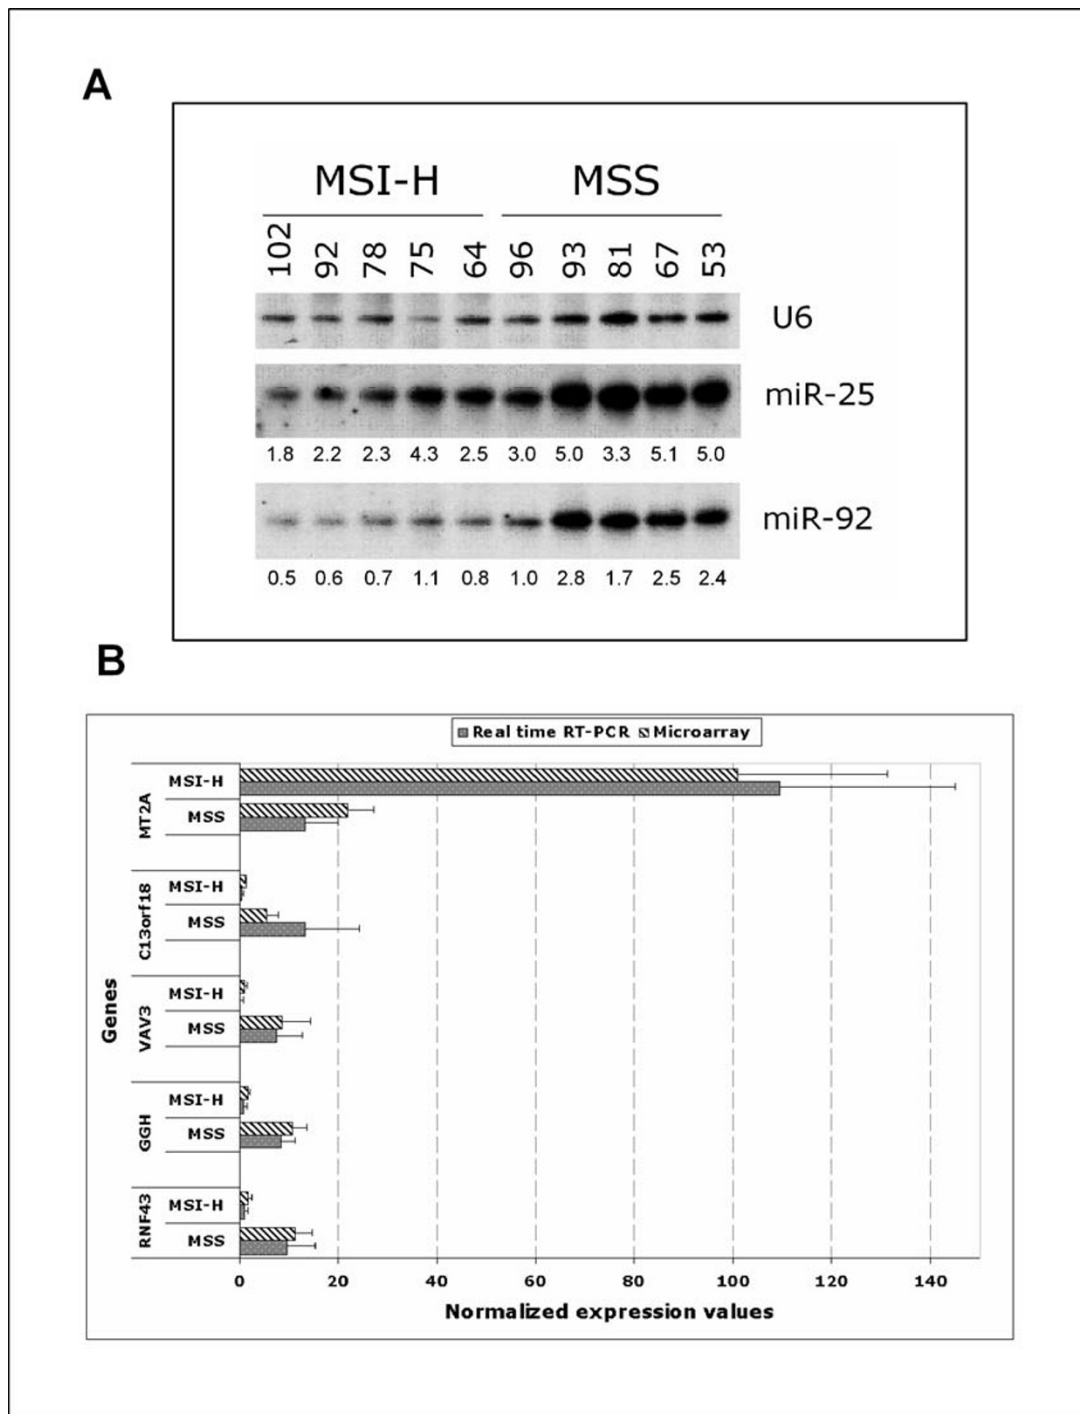 A
MSI-H MSS
102 92 78 75 64 96 93 81 67 53
U6
miR-25
1.8 2.2 2.3 4.3 2.5 3.0 5.0 3.3 5.1 5.0
miR-92
0.5 0.6 0.7 1.1 0.8 1.0 2.8 1.7 2.5 2.4
B
Real time RT-PCR Microarray
Genes
MT2A
MSI-H
MSS
C13orf18
MSI-H
MSS
VAV3
MSI-H
MSS
GGH
MSI-H
MSS
RNF43
MSI-H
MSS
0 20 40 60 80 100 120 140
Normalized expression values